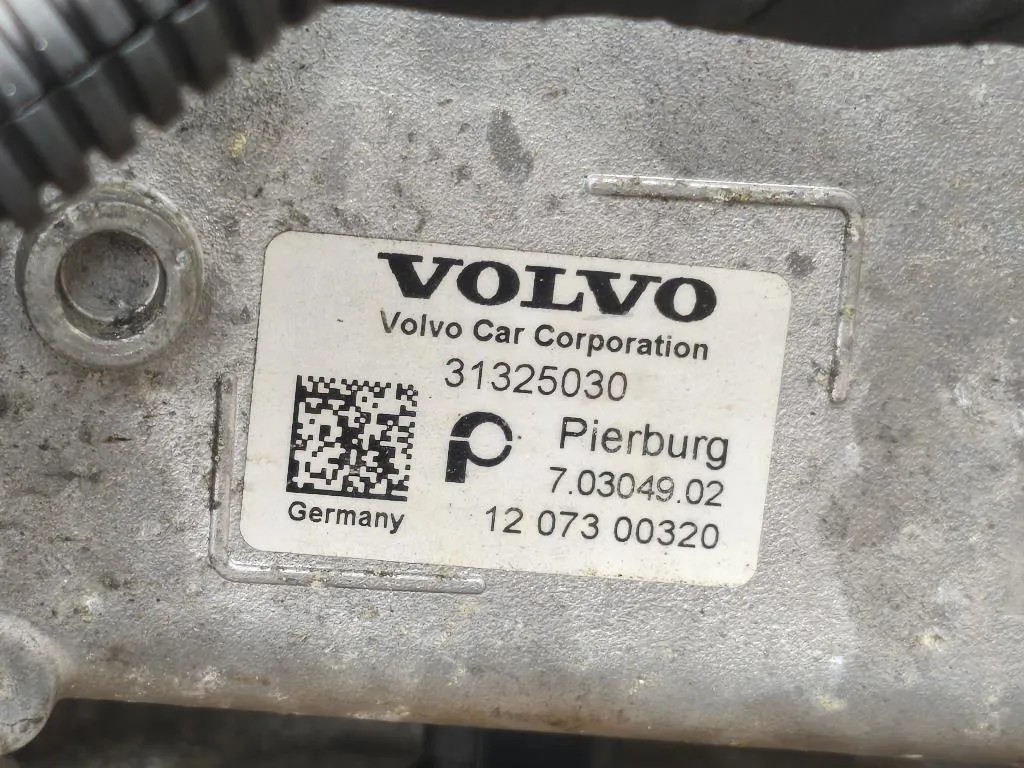 VOLVO
Volvo Car Corporation
31325030
Pierburg
7.03049.02
Germany
12 073 00320